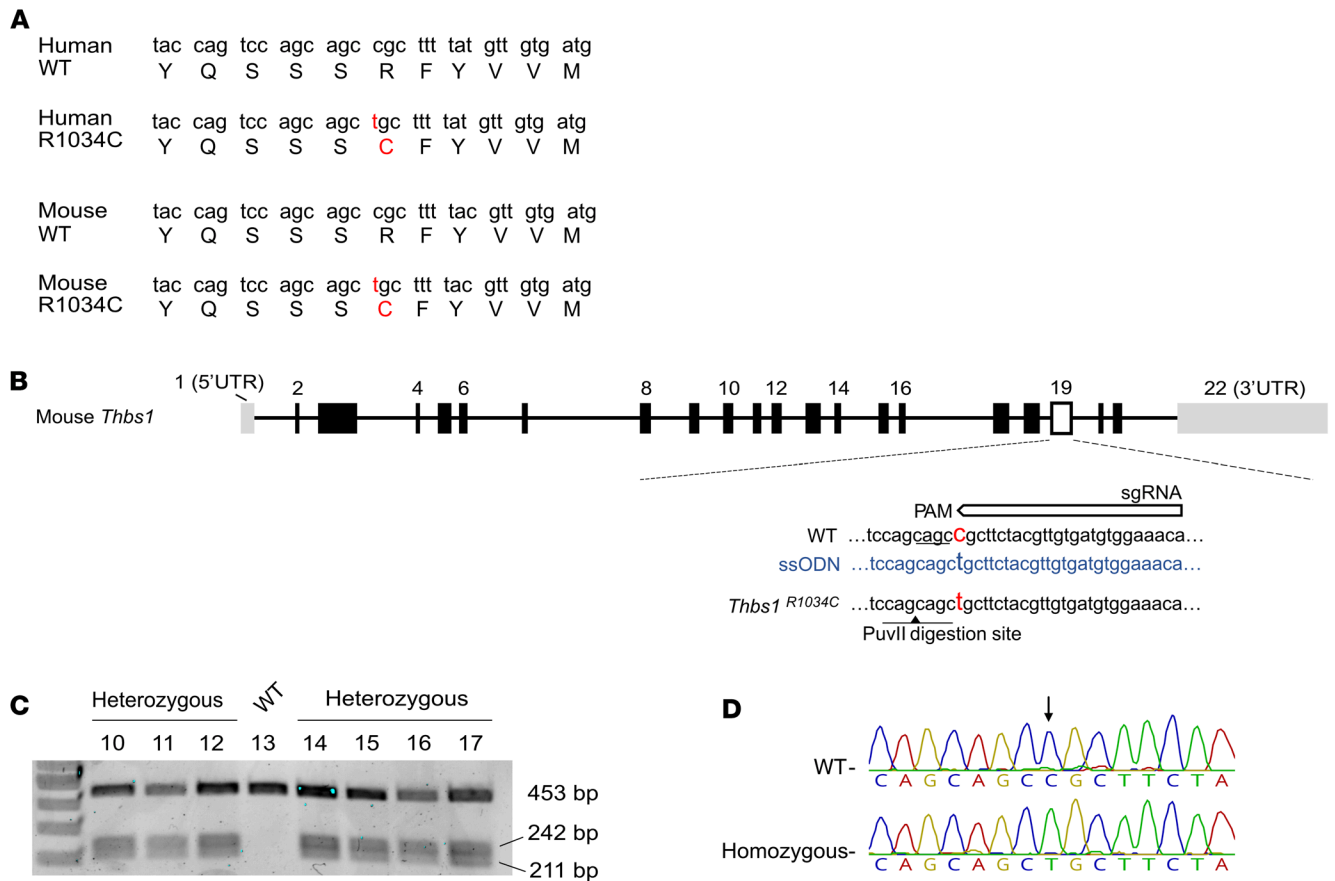 A
Human WT
tac cag tcc agc agc cgc ttt tat gtt gtg atg
Y Q S S S R F Y V V M
Human R1034C
tac cag tcc agc agc tgc ttt tat gtt gtg atg
Y Q S S S C F Y V V M
Mouse WT
tac cag tcc agc agc cgc ttt tac gtt gtg atg
Y Q S S S R F Y V V M
Mouse R1034C
tac cag tcc agc agc tgc ttt tac gtt gtg atg
Y Q S S S C F Y V V M
B
1 (5'UTR) 2 4 6 8 10 12 14 16 19 22 (3'UTR)
Mouse Thbs1
sgRNA
PAM
WT ...tccagcagccgcttctacgttgtgatgtggaaaca...
ssODN ...tccagcagctgcttctacgttgtgatgtggaaaca...
Thbs1 R1034C ...tccagcagctgcttctacgttgtgatgtggaaaca...
PuvII digestion site
C
Heterozygous WT Heterozygous
10 11 12 13 14 15 16 17
453 bp
242 bp
211 bp
D
WT-
C A G C A G C C G C T T C T A
Homozygous-
C A G C A G C T G C T T C T A